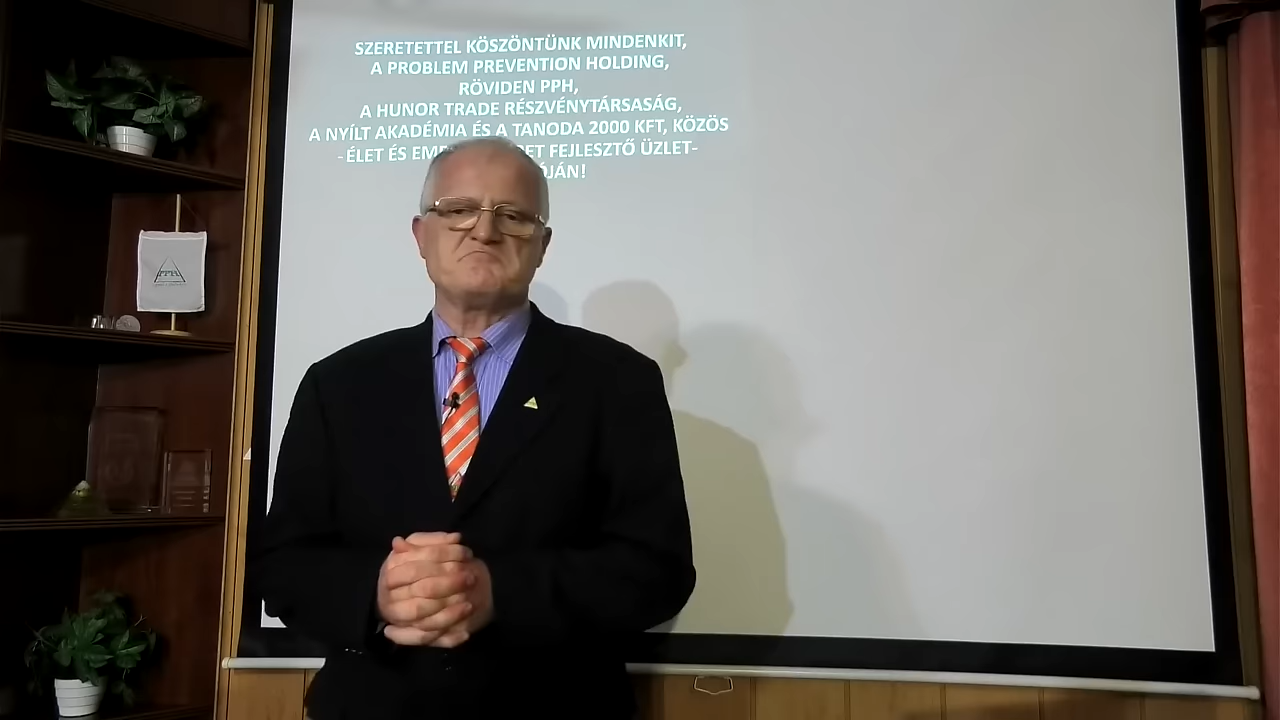 SZERETETTEL KÖSZÖNTÜNK MINDENKIT,
A PROBLEM PREVENTION HOLDING,
RÖVIDEN PPH,
A HUNOR TRADE RÉSZVÉNYTÁRSASÁG,
A NYÍLT AKADÉMIA ÉS A TANODA 2000 KFT, KÖZÖS
- ÉLET ÉS FEJLESZTŐ ÜZLET-
PPH